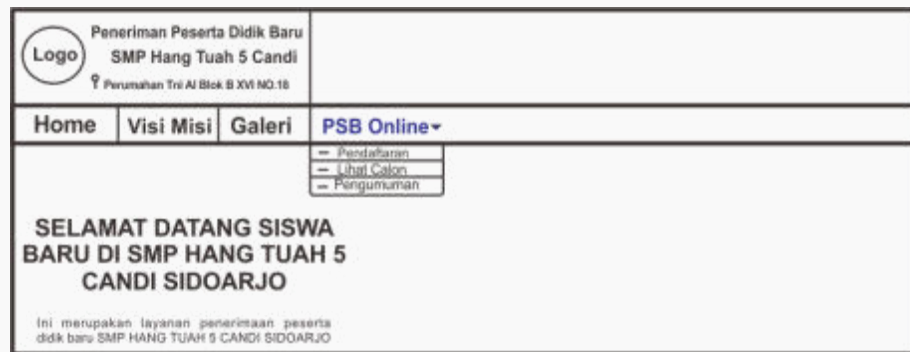 Peneriman Peserta Didik Baru
Logo
SMP Hang Tuah 5 Candi
Perumahan Tni Al Blok B XVI NO.18
Home Visi Misi Galeri PSB Online
– Pendaftaran
– Lihat Calon
– Pengumuman
SELAMAT DATANG SISWA
BARU DI SMP HANG TUAH 5
CANDI SIDOARJO
Ini merupakan layanan penerimaan peserta
didik baru SMP HANG TUAH 5 CANDI SIDOARJO